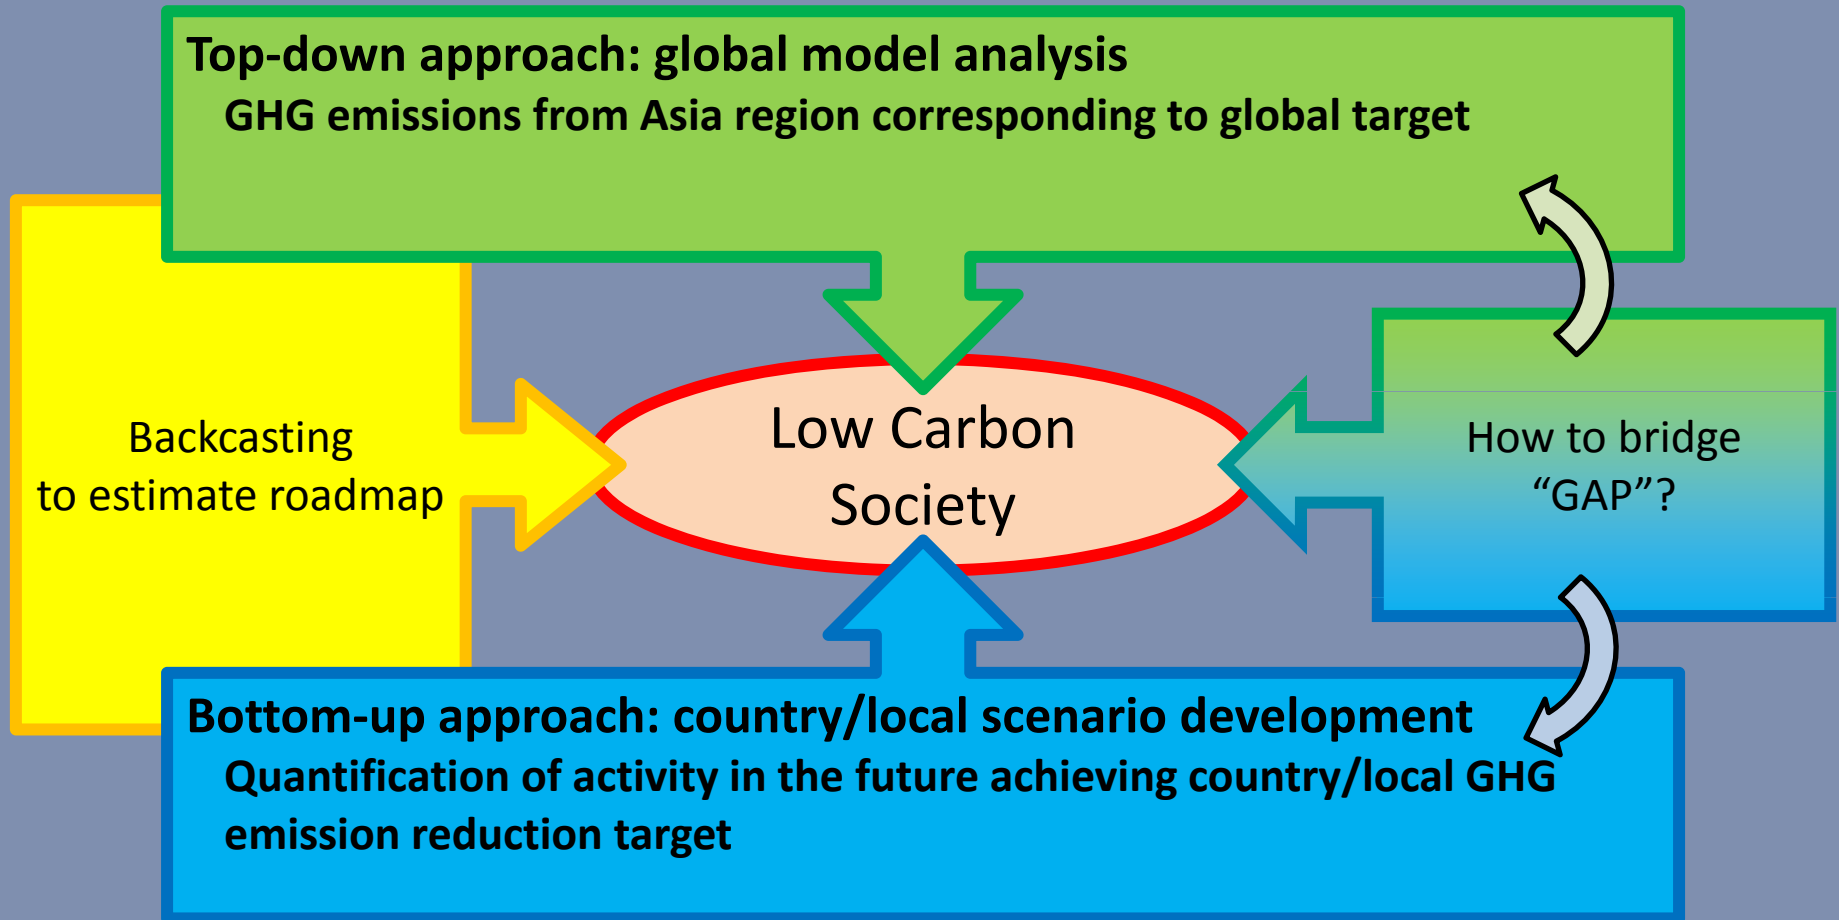 Top-down approach: global model analysis
GHG emissions from Asia region corresponding to global target
Backcasting
to estimate roadmap
Low Carbon
Society
How to bridge
“GAP”?
Bottom-up approach: country/local scenario development
Quantification of activity in the future achieving country/local GHG
emission reduction target